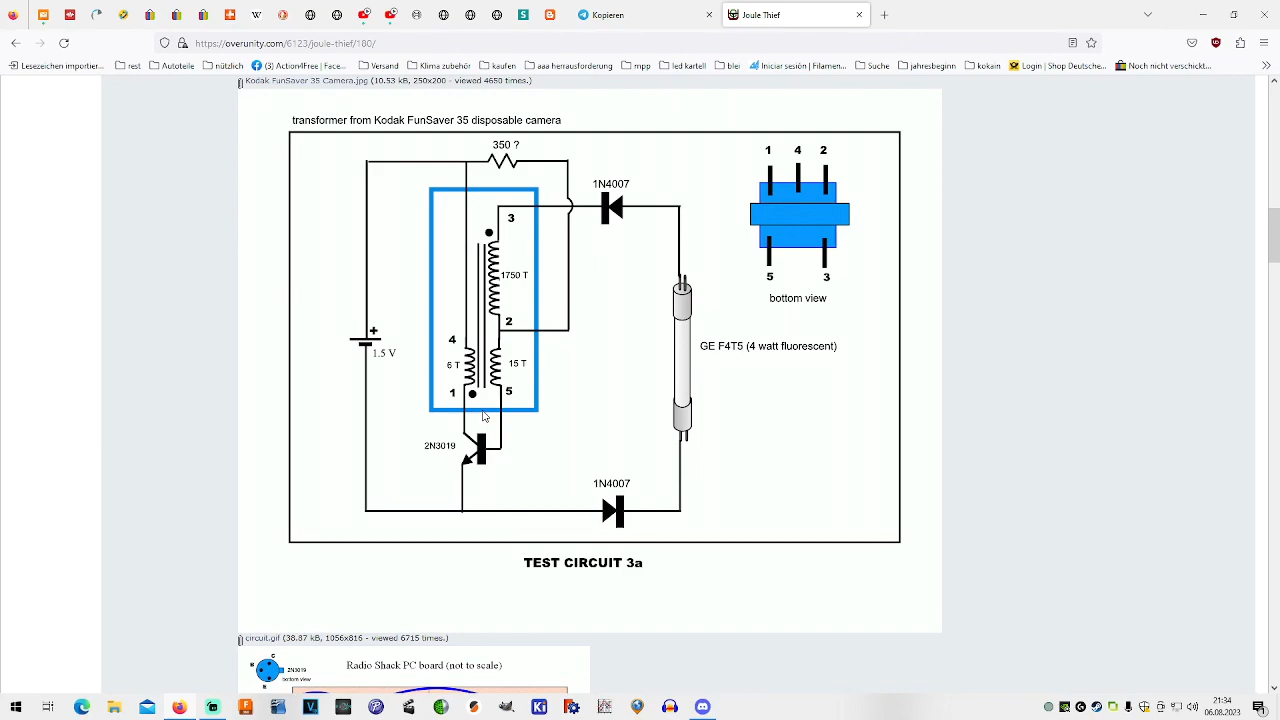 Kopieren
Joule Thief
https://overunity.com/6123/joule-thief/180/
Lesezeichen importier...
rest
Autoteile
nützlich
(3) Action4Free | Face...
Versand
Klima zubehör
kaufen
aaa herausforderung
mpp
led kartell
blei
Iniciar sesión | Filamen...
Suche
jahresbeginn
kokain
Login | Shop Deutsche...
Noch nicht verschickt...
Kodak FunSaver 35 Camera.jpg (10.53 kB, 250x200 - viewed 4650 times.)
transformer from Kodak FunSaver 35 disposable camera
350 ?
1 4 2
1N4007
3
1750 T
5 3
bottom view
2
+
1.5 V
4
GE F4T5 (4 watt fluorescent)
6 T
15 T
1
5
2N3019
1N4007
TEST CIRCUIT 3a
circuit.gif (38.87 kB, 1056x816 - viewed 6715 times.)
C
B
2N3019
bottom view
E
Radio Shack PC board (not to scale)
21:34
06.09.2023